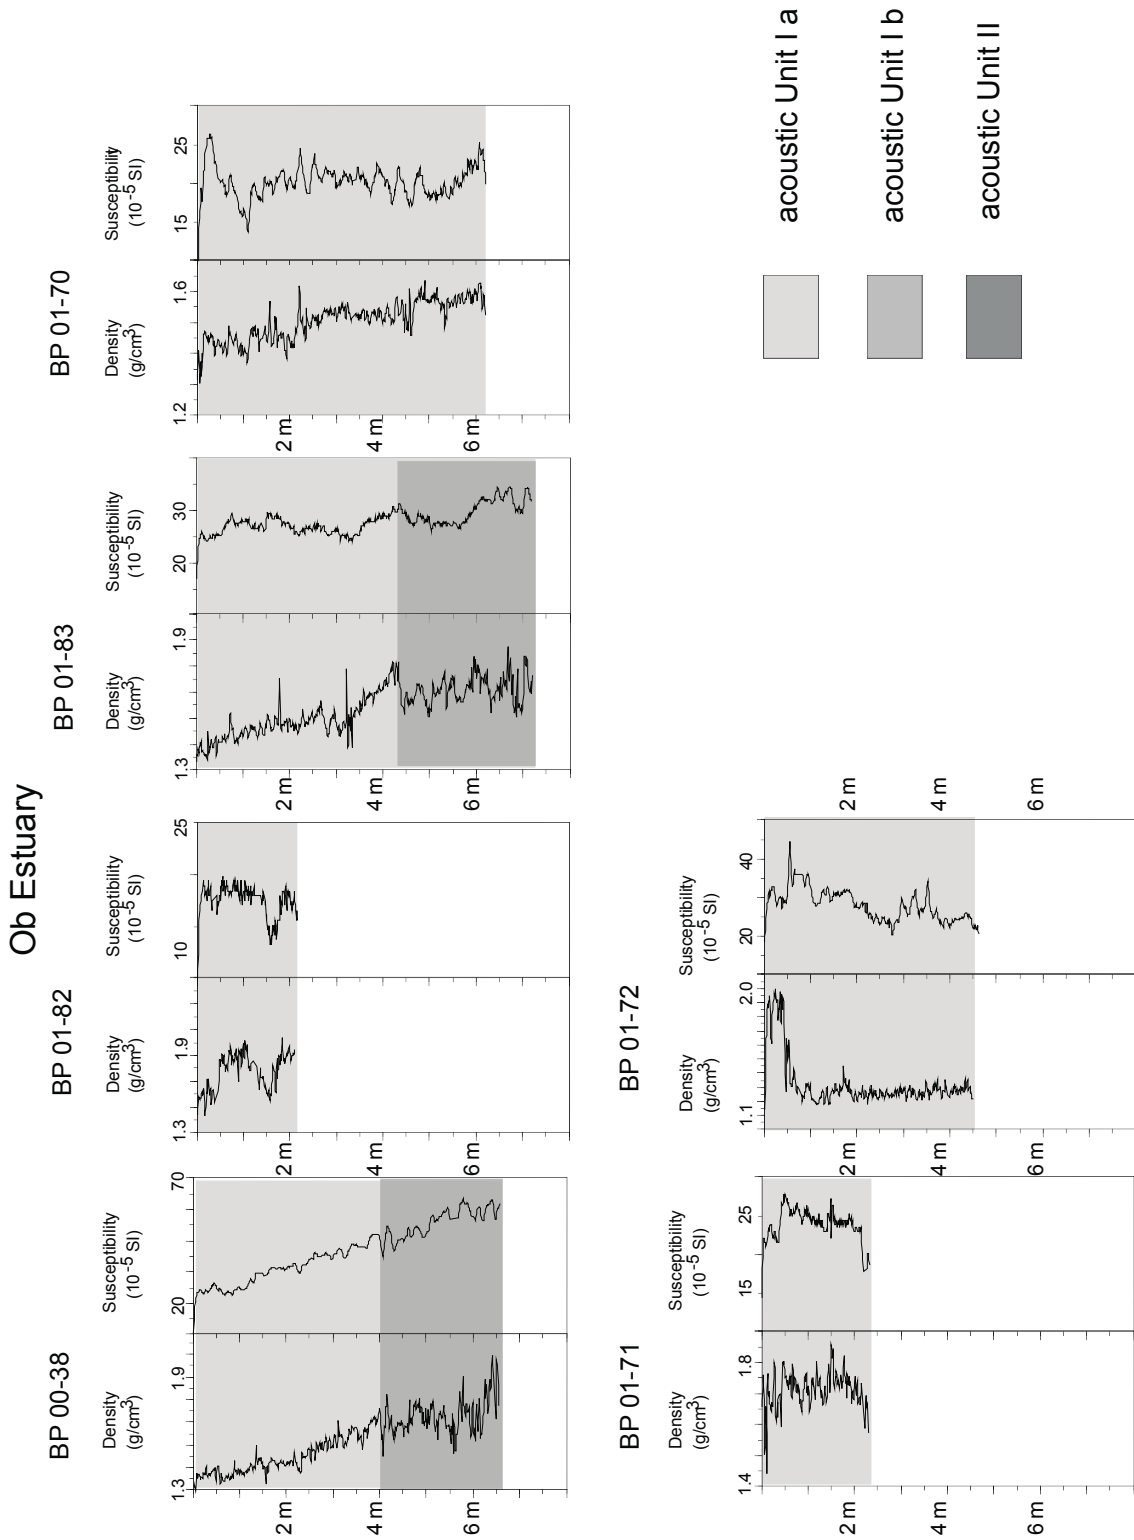 Ob Estuary
BP 00-38
Density
(g/cm³)
Susceptibility
(10⁻⁵ SI)
1.3 1.9
20 70
2 m
4 m
6 m
BP 01-82
Density
(g/cm³)
Susceptibility
(10⁻⁵ SI)
1.3 1.9
10 25
2 m
4 m
6 m
BP 01-83
Density
(g/cm³)
Susceptibility
(10⁻⁵ SI)
1.3 1.9
20 30
2 m
4 m
6 m
BP 01-70
Density
(g/cm³)
Susceptibility
(10⁻⁵ SI)
1.2 1.6
15 25
2 m
4 m
6 m
BP 01-71
Density
(g/cm³)
Susceptibility
(10⁻⁵ SI)
1.4 1.8
15 25
2 m
4 m
6 m
BP 01-72
Density
(g/cm³)
Susceptibility
(10⁻⁵ SI)
1.1 2.0
20 40
2 m
4 m
6 m
acoustic Unit I a
acoustic Unit I b
acoustic Unit II